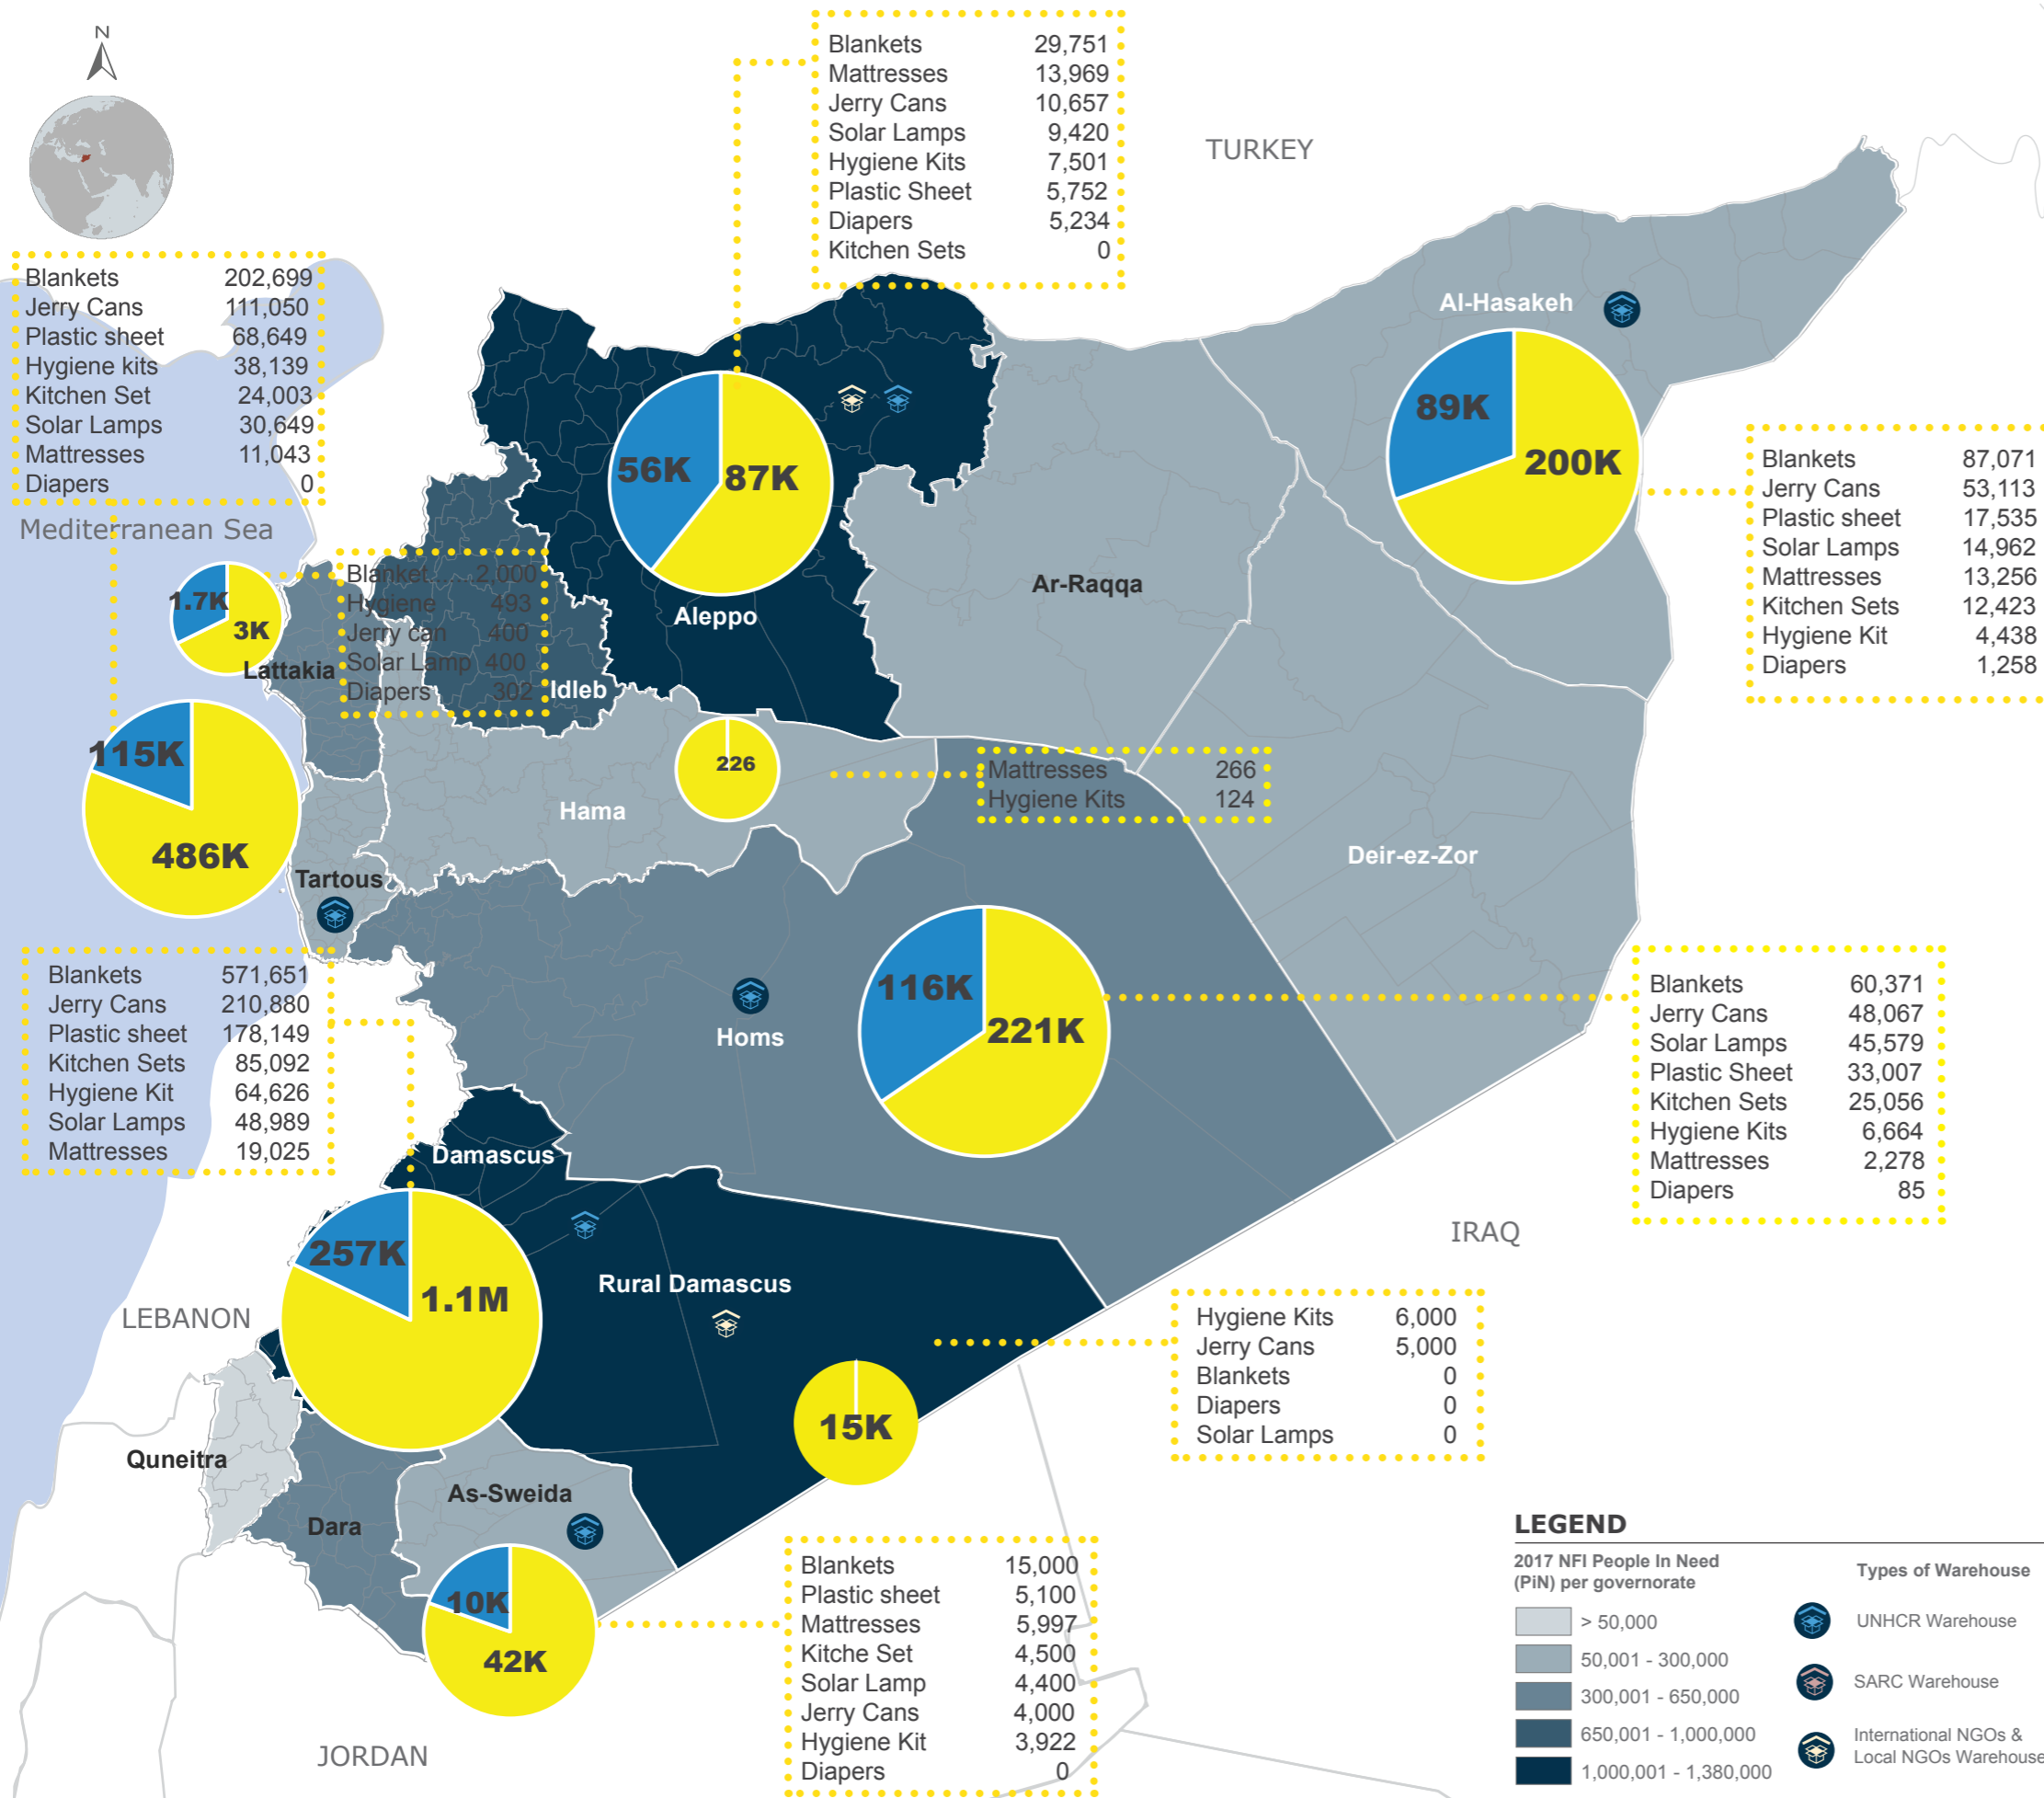 N
Blankets 29,751
Mattresses 13,969
Jerry Cans 10,657
Solar Lamps 9,420
Hygiene Kits 7,501
Plastic Sheet 5,752
Diapers 5,234
Kitchen Sets 0
TURKEY
Blankets 202,699
Jerry Cans 111,050
Plastic sheet 68,649
Hygiene kits 38,139
Kitchen Set 24,003
Solar Lamps 30,649
Mattresses 11,043
Diapers 0
Mediterranean Sea
Al-Hasakeh
89K
200K
Blankets 87,071
Jerry Cans 53,113
Plastic sheet 17,535
Solar Lamps 14,962
Mattresses 13,256
Kitchen Sets 12,423
Hygiene Kit 4,438
Diapers 1,258
56K
87K
Aleppo
Ar-Raqqa
Blanket......2,000
Hygiene 493
Jerry can 400
Solar Lamp 400
Diapers 302
1.7K
3K
Lattakia
Idleb
115K
486K
226
Mattresses 266
Hygiene Kits 124
Hama
Deir-ez-Zor
Tartous
Blankets 571,651
Jerry Cans 210,880
Plastic sheet 178,149
Kitchen Sets 85,092
Hygiene Kit 64,626
Solar Lamps 48,989
Mattresses 19,025
116K
221K
Homs
Blankets 60,371
Jerry Cans 48,067
Solar Lamps 45,579
Plastic Sheet 33,007
Kitchen Sets 25,056
Hygiene Kits 6,664
Mattresses 2,278
Diapers 85
Damascus
257K
1.1M
Rural Damascus
IRAQ
LEBANON
Hygiene Kits 6,000
Jerry Cans 5,000
Blankets 0
Diapers 0
Solar Lamps 0
15K
Quneitra
As-Sweida
Dara
10K
42K
Blankets 15,000
Plastic sheet 5,100
Mattresses 5,997
Kitche Set 4,500
Solar Lamp 4,400
Jerry Cans 4,000
Hygiene Kit 3,922
Diapers 0
JORDAN
LEGEND
2017 NFI People In Need
(PiN) per governorate
> 50,000
50,001 - 300,000
300,001 - 650,000
650,001 - 1,000,000
1,000,001 - 1,380,000
Types of Warehouse
UNHCR Warehouse
SARC Warehouse
International NGOs &
Local NGOs Warehouse